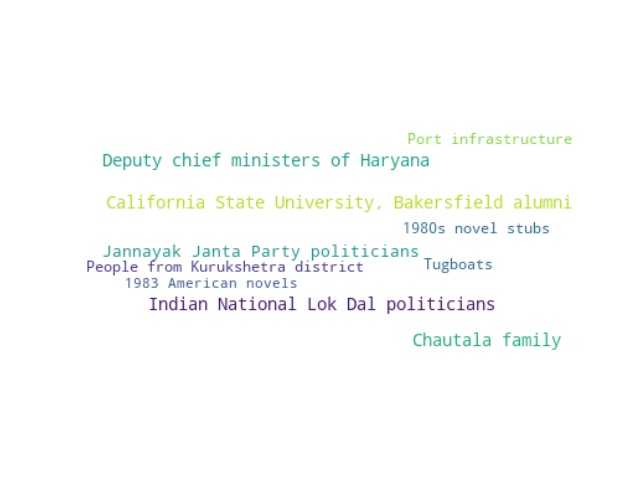 Port infrastructure
Deputy chief ministers of Haryana
California State University, Bakersfield alumni
1980s novel stubs
Jannayak Janta Party politicians
Tugboats
People from Kurukshetra district
1983 American novels
Indian National Lok Dal politicians
Chautala family